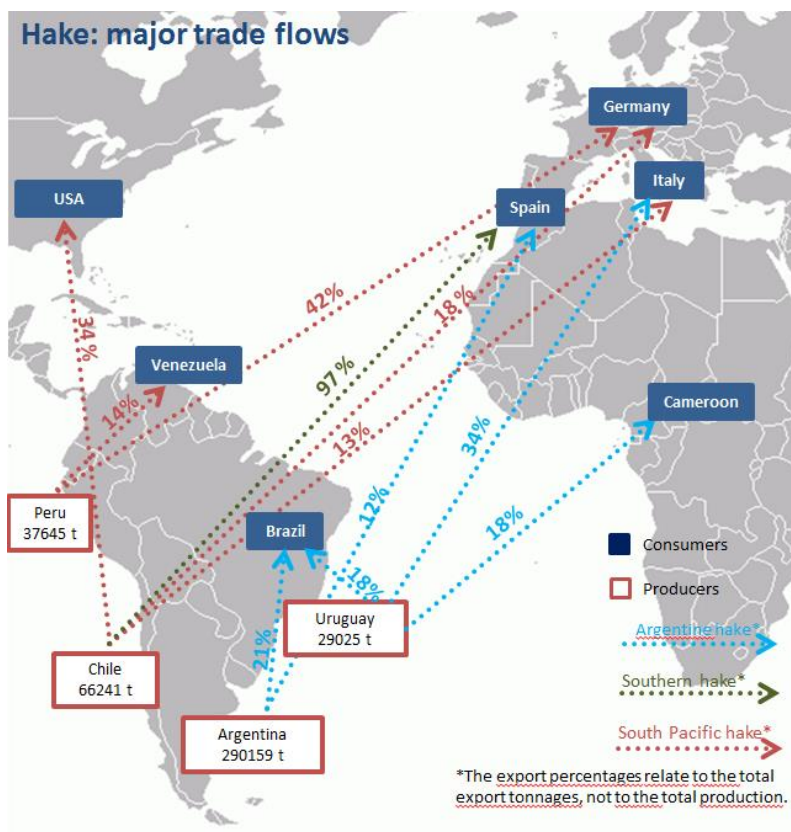 Hake: major trade flows
Germany
Italy
USA
Spain
42%
18%
34%
97%
Venezuela
14%
Cameroon
13%
34%
Peru
37645 t
12%
18%
Brazil
Consumers
18%
Producers
Uruguay
29025 t
Argentine hake*
21%
Chile
66241 t
Southern hake*
Argentina
290159 t
South Pacific hake*
*The export percentages relate to the total
export tonnages, not to the total production.